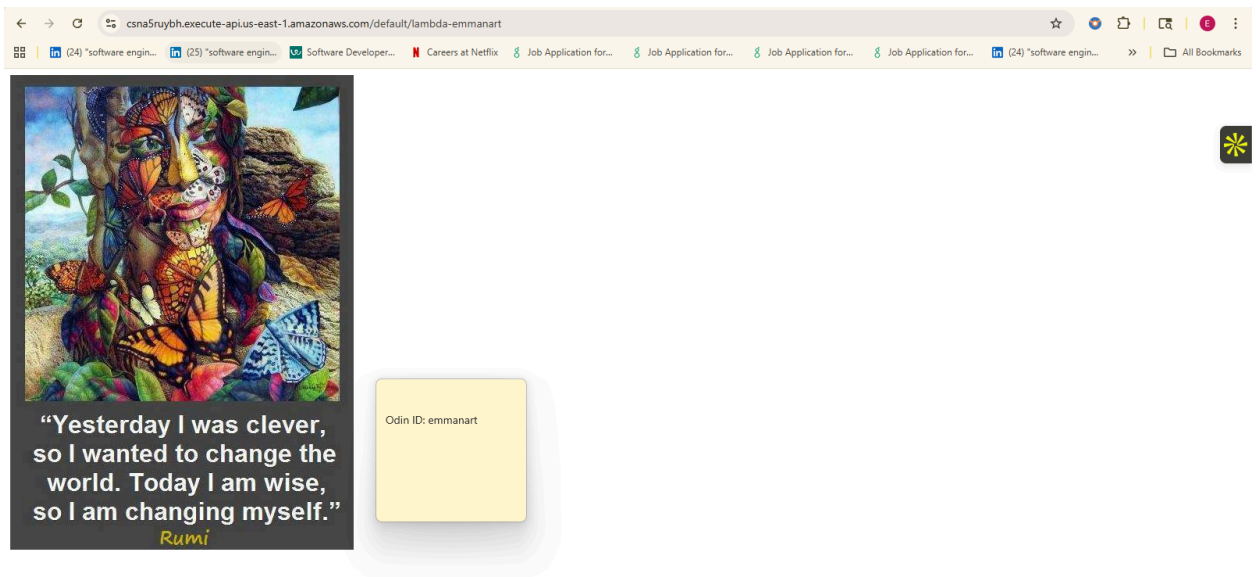 csna5ruybh.execute-api.us-east-1.amazonaws.com/default/lambda-emmanart
E
(24) "software engin...
(25) "software engin...
Software Developer...
Careers at Netflix
Job Application for...
Job Application for...
Job Application for...
Job Application for...
(24) "software engin...
»
All Bookmarks
“Yesterday I was clever,
so I wanted to change the
world. Today I am wise,
so I am changing myself.”
Rumi
Odin ID: emmanart